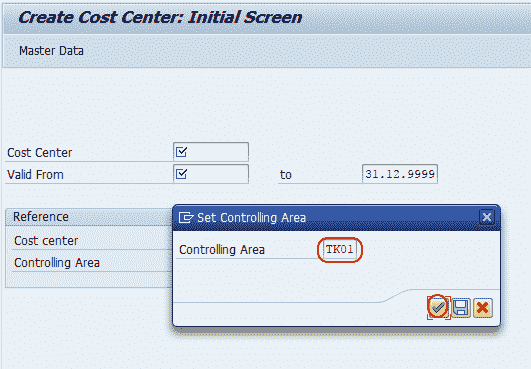 Create Cost Center: Initial Screen
Master Data
Cost Center
Valid From to 31.12.9999
Reference
Cost center
Controlling Area
Set Controlling Area
Controlling Area TK01